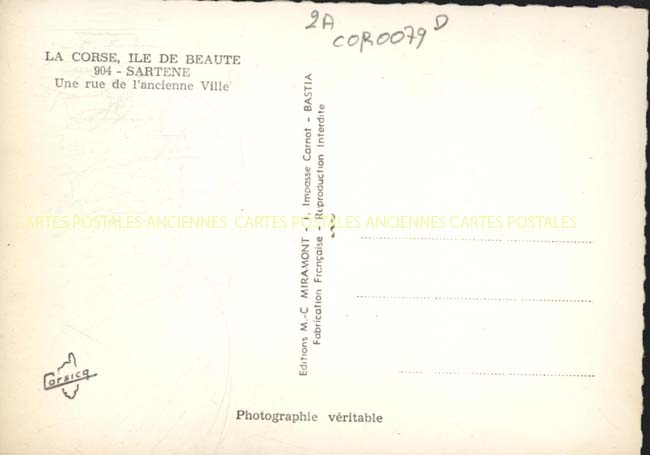 2A
COR0079 D
LA CORSE, ILE DE BEAUTE
904 - SARTENE
Une rue de l'ancienne Ville
Editions M.-C MIRAMONT - 1, Impasse Carnot - BASTIA
Fabrication Française - Reproduction Interdite
CARTES POSTALES ANCIENNES CARTES POSTALES ANCIENNES CARTES POSTALES
Corsica
Photographie véritable